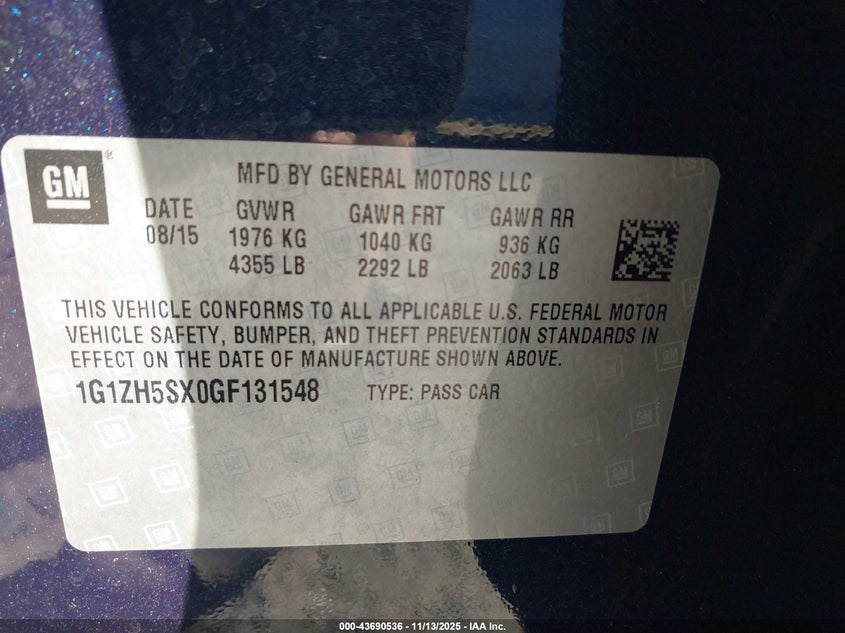 GM
MFD BY GENERAL MOTORS LLC
DATE GVWR GAWR FRT GAWR RR
08/15 1976 KG 1040 KG 936 KG
4355 LB 2292 LB 2063 LB
THIS VEHICLE CONFORMS TO ALL APPLICABLE U.S. FEDERAL MOTOR
VEHICLE SAFETY, BUMPER, AND THEFT PREVENTION STANDARDS IN
EFFECT ON THE DATE OF MANUFACTURE SHOWN ABOVE.
1G1ZH5SX0GF131548 TYPE: PASS CAR
000-43690536 - 11/13/2025 - IAA Inc.